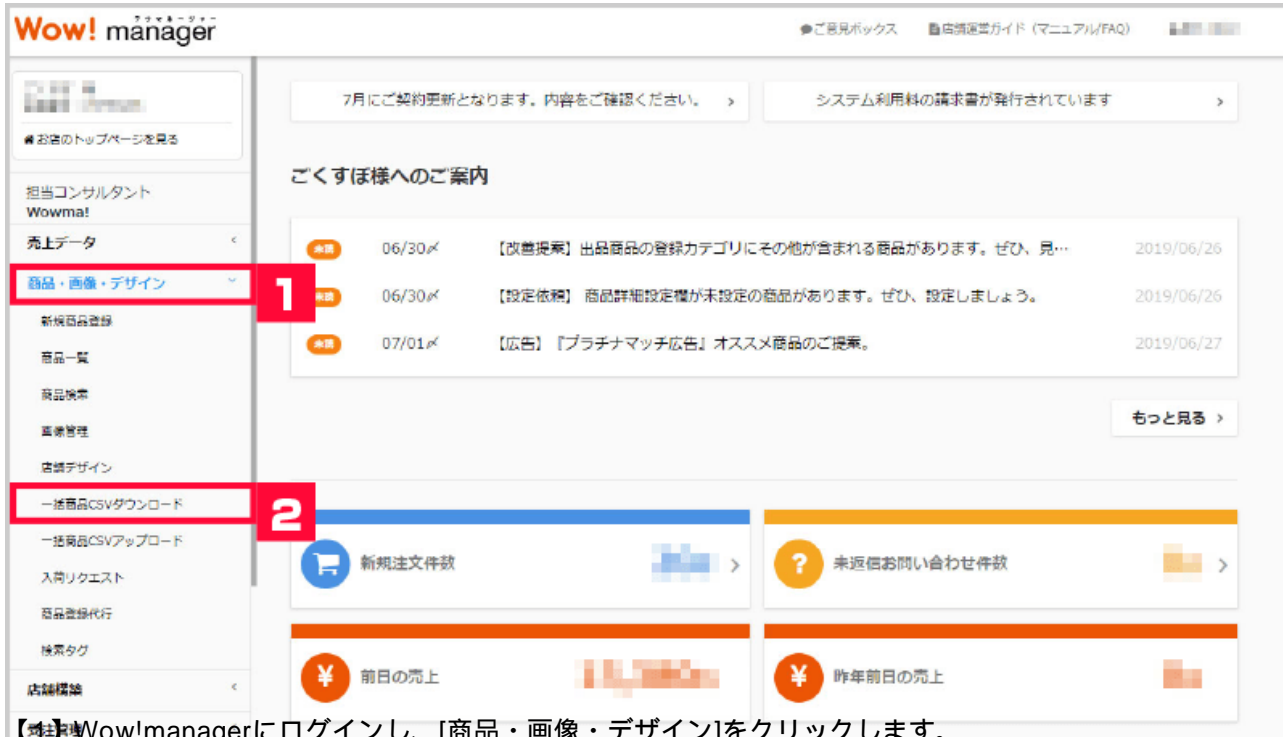 Wow! manager
ワウマネージャー
ご意見ボックス
店舗運営ガイド（マニュアル/FAQ）
お店のトップページを見る
担当コンサルタント
Wowma!
売上データ
商品・画像・デザイン
1
新規商品登録
商品一覧
商品検索
画像管理
店舗デザイン
一括商品CSVダウンロード
2
一括商品CSVアップロード
入荷リクエスト
商品登録代行
検索タグ
店舗構築
7月にご契約更新となります。内容をご確認ください。
システム利用料の請求書が発行されています
ごくすぽ様へのご案内
未読 06/30〆 【改善提案】出品商品の登録カテゴリにその他が含まれる商品があります。ぜひ、見… 2019/06/26
未読 06/30〆 【設定依頼】 商品詳細設定欄が未設定の商品があります。ぜひ、設定しましょう。 2019/06/26
未読 07/01〆 【広告】『プラチナマッチ広告』オススメ商品のご提案。 2019/06/27
もっと見る
新規注文件数
未返信お問い合わせ件数
前日の売上
昨年前日の売上
Wow!managerにログインし、[商品・画像・デザイン]をクリックします。